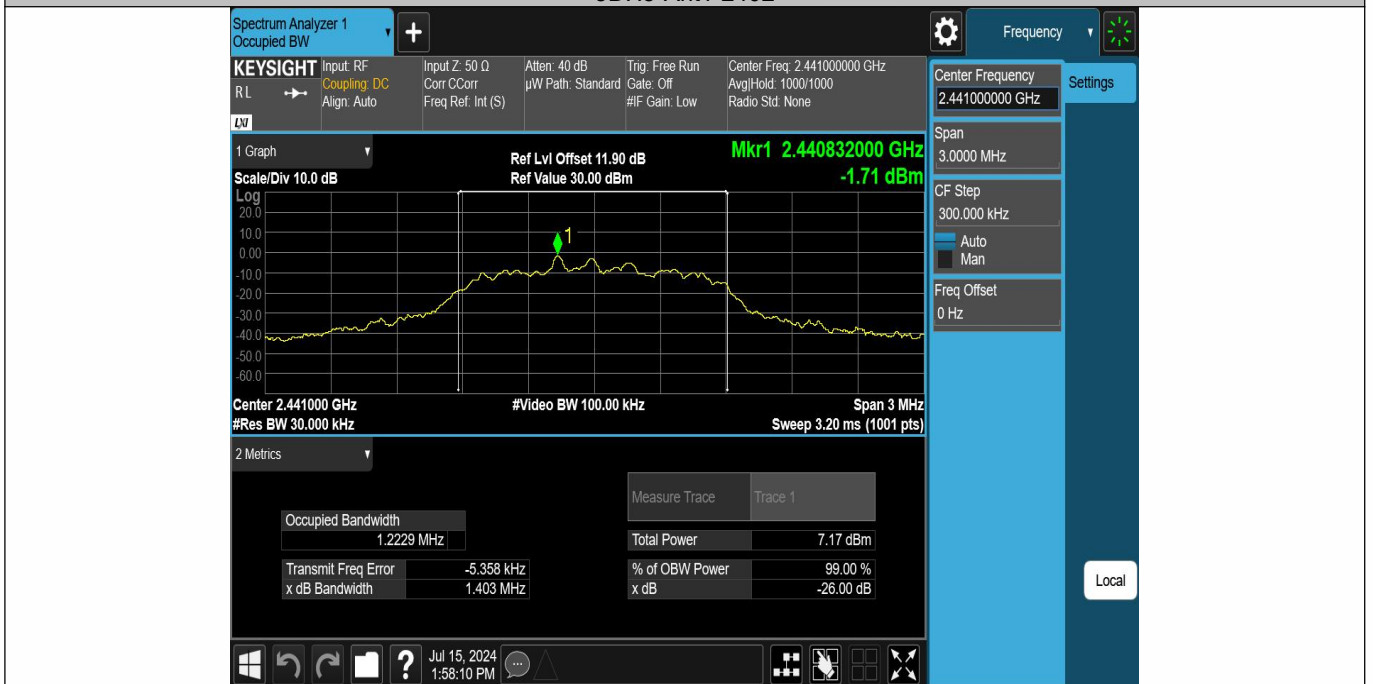 Spectrum Analyzer 1
Occupied BW
+
Frequency
KEYSIGHT
R L
LXI
Input: RF
Coupling: DC
Align: Auto
Input Z: 50 Ω
Corr CCorr
Freq Ref: Int (S)
Atten: 40 dB
µW Path: Standard
Trig: Free Run
Gate: Off
#IF Gain: Low
Center Freq: 2.441000000 GHz
Avg|Hold: 1000/1000
Radio Std: None
Center Frequency
2.441000000 GHz
Settings
Span
3.0000 MHz
CF Step
300.000 kHz
Auto
Man
Freq Offset
0 Hz
Local
1 Graph
Scale/Div 10.0 dB
Ref Lvl Offset 11.90 dB
Ref Value 30.00 dBm
Mkr1 2.440832000 GHz
-1.71 dBm
Log
20.0
10.0
0.00
-10.0
-20.0
-30.0
-40.0
-50.0
-60.0
1
Center 2.441000 GHz
#Video BW 100.00 kHz
Span 3 MHz
#Res BW 30.000 kHz
Sweep 3.20 ms (1001 pts)
2 Metrics
Measure Trace Trace 1
Occupied Bandwidth
1.2229 MHz
Total Power 7.17 dBm
Transmit Freq Error -5.358 kHz
% of OBW Power 99.00 %
x dB Bandwidth 1.403 MHz
x dB -26.00 dB
?
Jul 15, 2024
1:58:10 PM